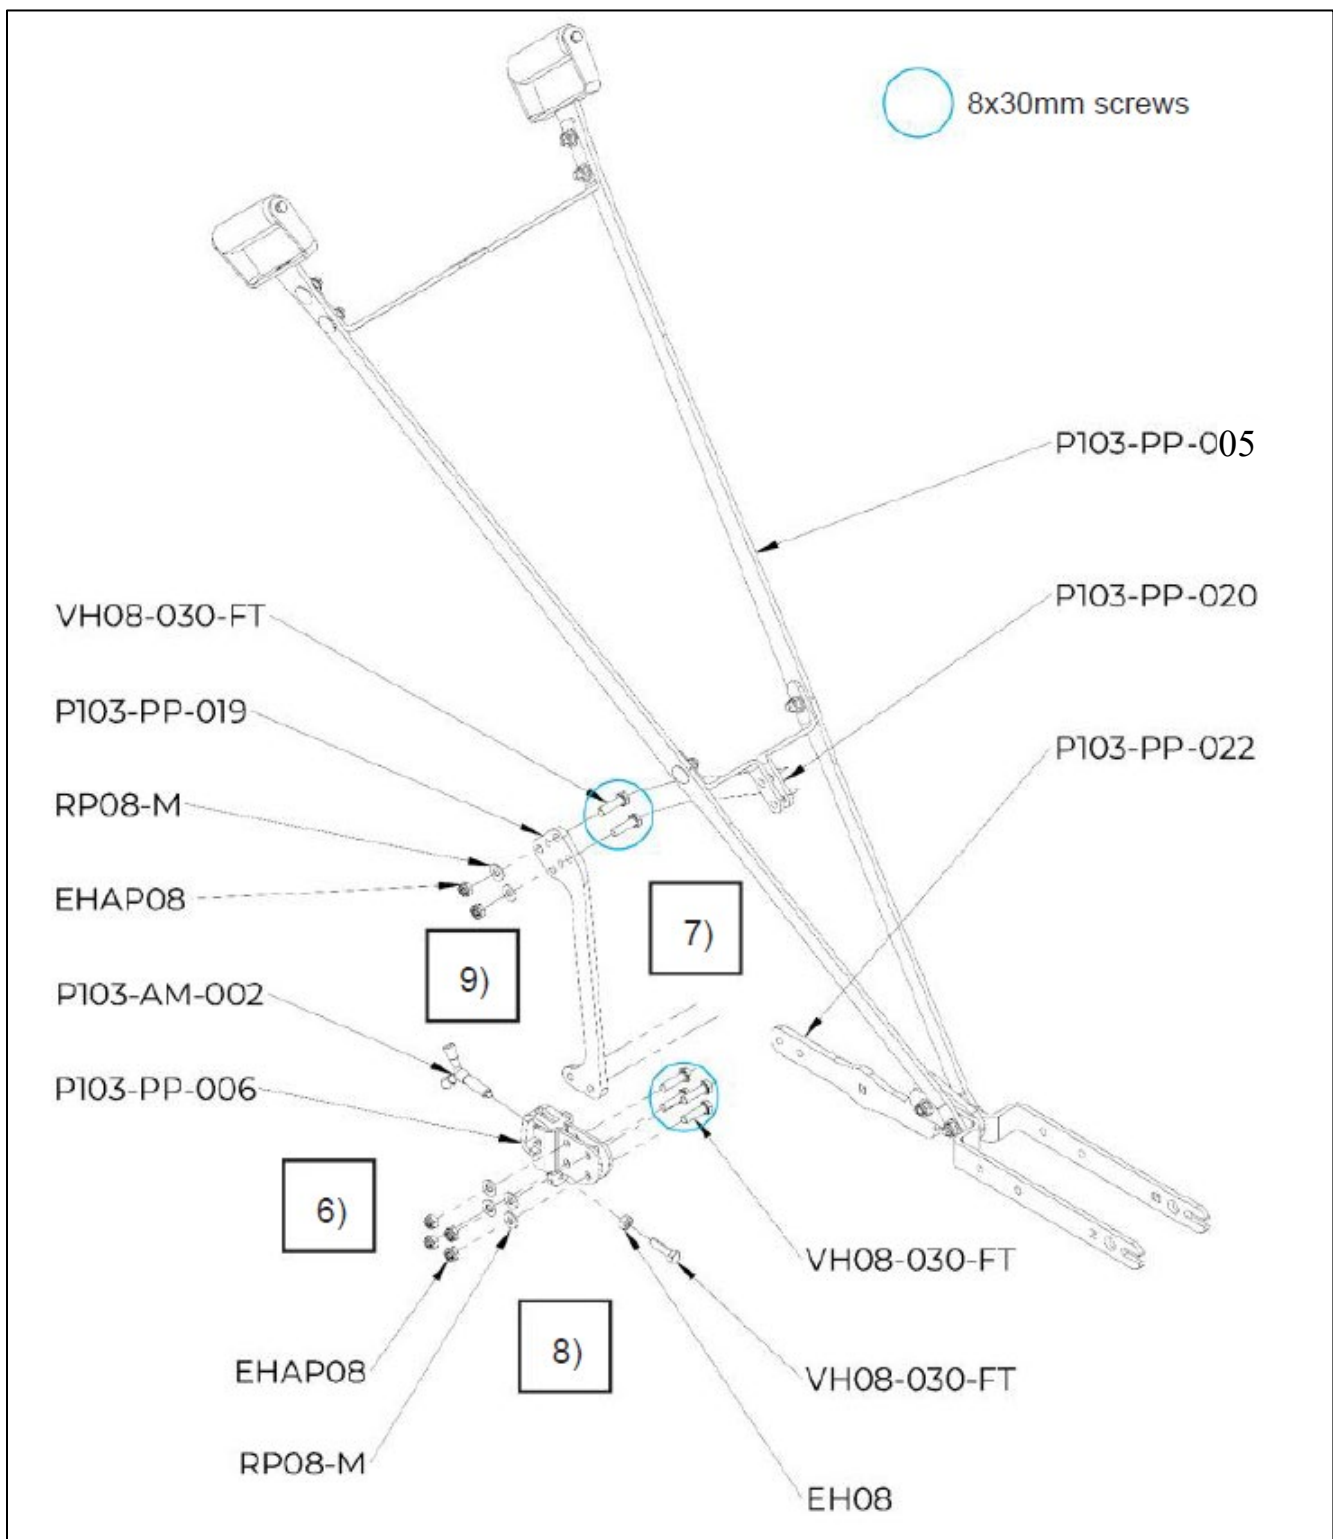 8x30mm screws
P103-PP-005
P103-PP-020
P103-PP-022
VH08-030-FT
P103-PP-019
RP08-M
EHAP08
7)
9)
P103-AM-002
P103-PP-006
6)
8)
VH08-030-FT
EHAP08
VH08-030-FT
RP08-M
EH08